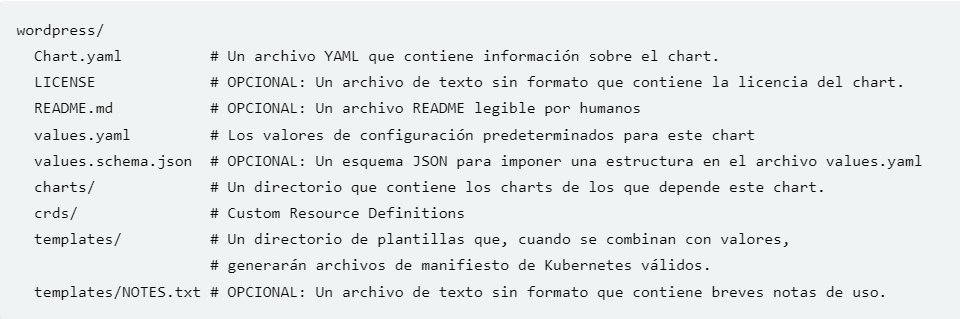 wordpress/
  Chart.yaml          # Un archivo YAML que contiene información sobre el chart.
  LICENSE             # OPCIONAL: Un archivo de texto sin formato que contiene la licencia del chart.
  README.md           # OPCIONAL: Un archivo README legible por humanos
  values.yaml         # Los valores de configuración predeterminados para este chart
  values.schema.json  # OPCIONAL: Un esquema JSON para imponer una estructura en el archivo values.yaml
  charts/             # Un directorio que contiene los charts de los que depende este chart.
  crds/               # Custom Resource Definitions
  templates/          # Un directorio de plantillas que, cuando se combinan con valores,
                      # generarán archivos de manifiesto de Kubernetes válidos.
  templates/NOTES.txt # OPCIONAL: Un archivo de texto sin formato que contiene breves notas de uso.